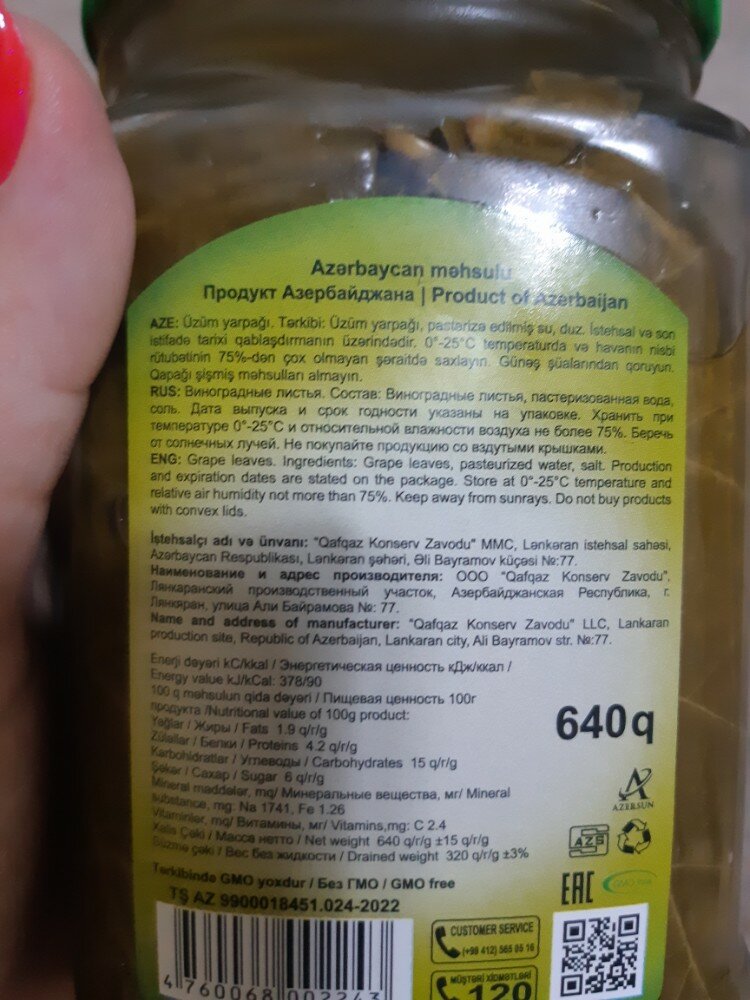 Azərbaycan məhsulu
Продукт Азербайджана | Product of Azerbaijan
AZE: Üzüm yarpağı. Tərkibi: Üzüm yarpağı, pasterizə edilmiş su, duz. İstehsal və son
istifadə tarixi qablaşdırmanın üzərindədir. 0°-25°C temperaturda və havanın nisbi
rütubətinin 75%-dən çox olmayan şəraitdə saxlayın. Günəş şüalarından qoruyun.
Qapağı şişmiş məhsulları almayın.
RUS: Виноградные листья. Состав: Виноградные листья, пастеризованная вода,
соль. Дата выпуска и срок годности указаны на упаковке. Хранить при
температуре 0°-25°C и относительной влажности воздуха не более 75%. Беречь
от солнечных лучей. Не покупайте продукцию со вздутыми крышками.
ENG: Grape leaves. Ingredients: Grape leaves, pasteurized water, salt. Production
and expiration dates are stated on the package. Store at 0°-25°C temperature and
relative air humidity not more than 75%. Keep away from sunrays. Do not buy products
with convex lids.
İstehsalçı adı və ünvanı: "Qafqaz Konserv Zavodu" MMC, Lənkəran istehsal sahəsi,
Azərbaycan Respublikası, Lənkəran şəhəri, Əli Bayramov küçəsi №:77.
Наименование и адрес производителя: ООО "Qafqaz Konserv Zavodu",
Лянкаранский производственный участок, Азербайджанская Республика, г.
Лянкяран, улица Али Байрамова №: 77.
Name and address of manufacturer: "Qafqaz Konserv Zavodu" LLC, Lankaran
production site, Republic of Azerbaijan, Lankaran city, Ali Bayramov str. №:77.
Enerji dəyəri kC/kkal / Энергетическая ценность кДж/ккал /
Energy value kJ/kCal: 378/90
100 q məhsulun qida dəyəri / Пищевая ценность 100г
продукта /Nutritional value of 100g product:
Yağlar / Жиры / Fats 1.9 q/г/g
Zülallar / Белки / Proteins 4.2 q/г/g
Karbohidratlar / Углеводы / Carbohydrates 15 q/г/g
Şəkər / Сахар / Sugar 6 q/г/g
Mineral maddələr, mq/ Минеральные вещества, мг/ Mineral
substance, mg: Na 1741, Fe 1.26
Vitaminlər, mq/ Витамины, мг/ Vitamins,mg: C 2.4
Xalis Çəki / Масса нетто / Net weight 640 q/г/g ±15 q/г/g
Süzmə çəki / Вес без жидкости / Drained weight 320 q/г/g ±3%
640q
AZERSUN
AZS
Tərkibində GMO yoxdur / Без ГМО / GMO free
TŞ AZ 9900018451.024-2022
EAC
GMO free
4 760068 002243
CUSTOMER SERVICE
(+99 412) 565 05 16
MÜŞTƏRİ XİDMƏTLƏRİ
120